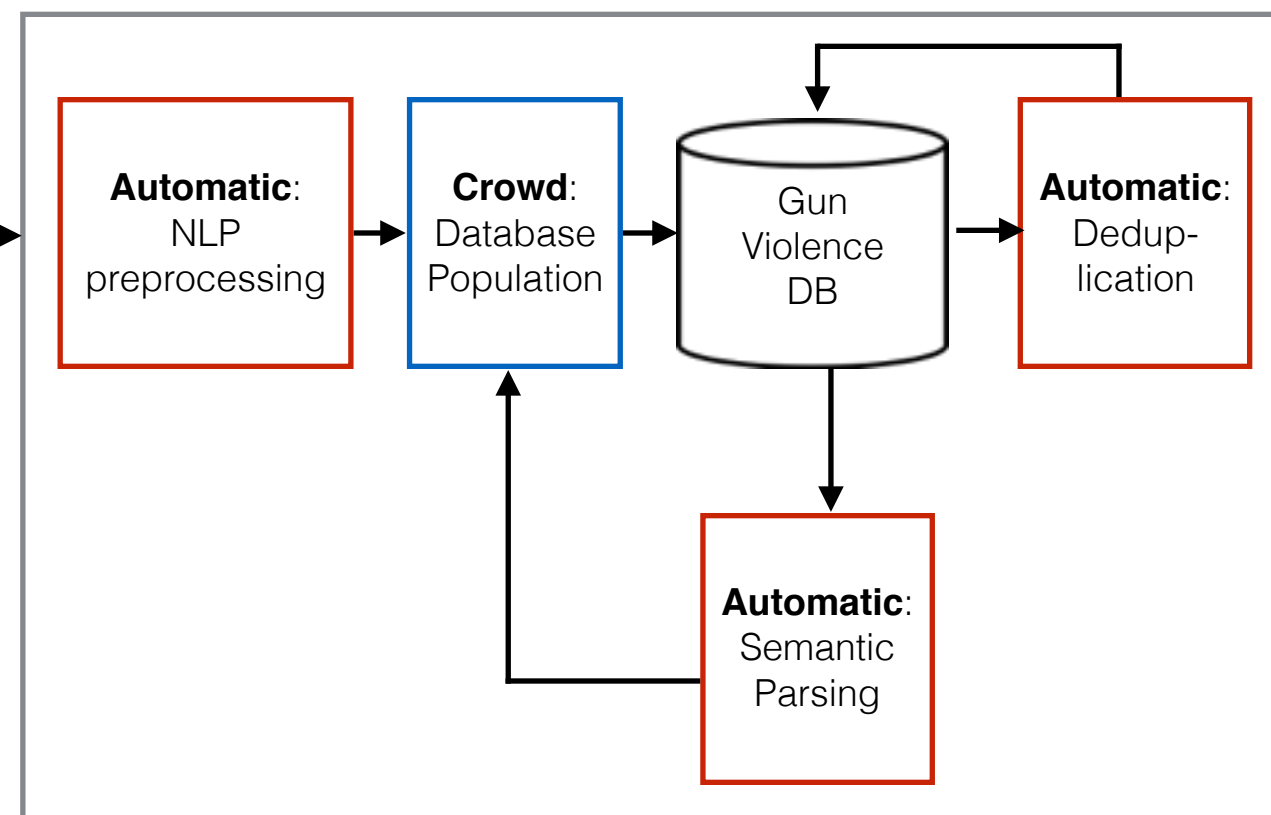 Automatic:
NLP
preprocessing
Crowd:
Database
Population
Gun
Violence
DB
Automatic:
Dedup-
lication
Automatic:
Semantic
Parsing